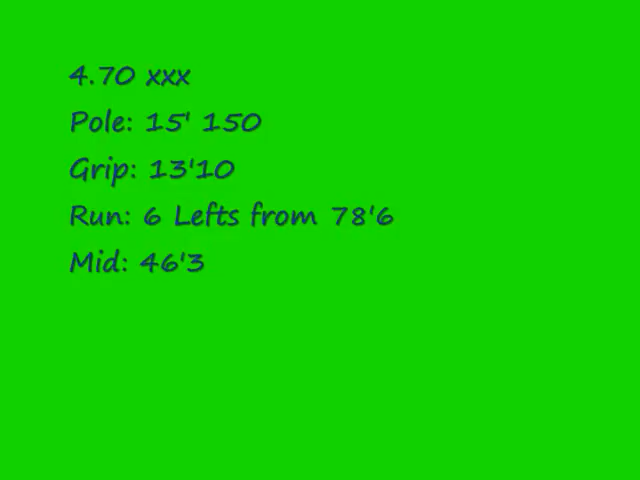 4.70 xxx
Pole: 15' 150
Grip: 13'10
Run: 6 Lefts from 78'6
Mid: 46'3